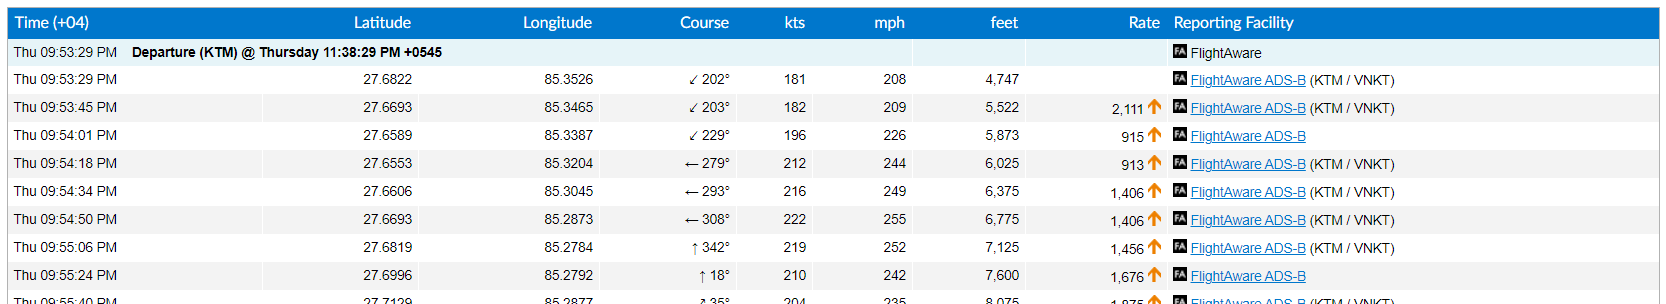 Time (+04) Latitude Longitude Course kts mph feet Rate Reporting Facility
Thu 09:53:29 PM Departure (KTM) @ Thursday 11:38:29 PM +0545 FA FlightAware
Thu 09:53:29 PM 27.6822 85.3526 ↙ 202° 181 208 4,747 FA FlightAware ADS-B (KTM / VNKT)
Thu 09:53:45 PM 27.6693 85.3465 ↙ 203° 182 209 5,522 2,111 FA FlightAware ADS-B (KTM / VNKT)
Thu 09:54:01 PM 27.6589 85.3387 ↙ 229° 196 226 5,873 915 FA FlightAware ADS-B
Thu 09:54:18 PM 27.6553 85.3204 ← 279° 212 244 6,025 913 FA FlightAware ADS-B (KTM / VNKT)
Thu 09:54:34 PM 27.6606 85.3045 ← 293° 216 249 6,375 1,406 FA FlightAware ADS-B (KTM / VNKT)
Thu 09:54:50 PM 27.6693 85.2873 ← 308° 222 255 6,775 1,406 FA FlightAware ADS-B (KTM / VNKT)
Thu 09:55:06 PM 27.6819 85.2784 ↑ 342° 219 252 7,125 1,456 FA FlightAware ADS-B (KTM / VNKT)
Thu 09:55:24 PM 27.6996 85.2792 ↑ 18° 210 242 7,600 1,676 FA FlightAware ADS-B
Thu 09:55:40 PM 27.7129 85.2877 ↗ 35° 204 235 8,075 1,875 FA FlightAware ADS-B (KTM / VNKT)